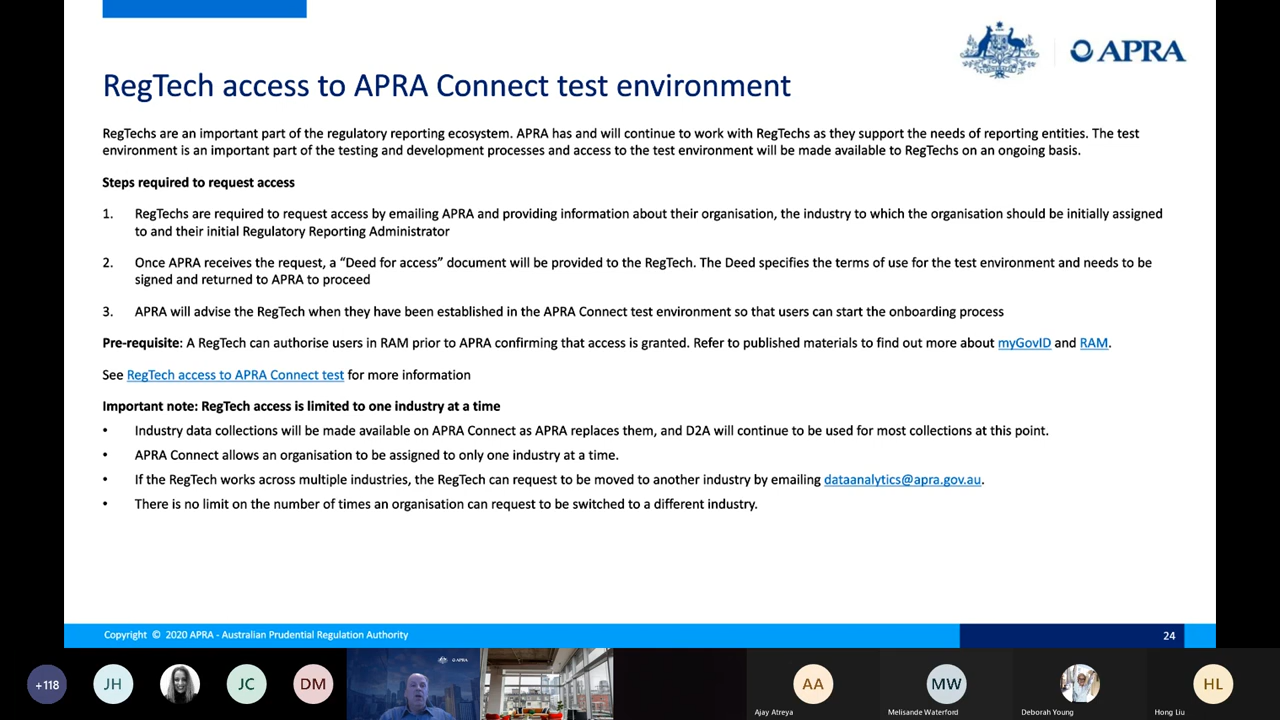 APRA
RegTech access to APRA Connect test environment
RegTechs are an important part of the regulatory reporting ecosystem. APRA has and will continue to work with RegTechs as they support the needs of reporting entities. The test
environment is an important part of the testing and development processes and access to the test environment will be made available to RegTechs on an ongoing basis.
Steps required to request access
1. RegTechs are required to request access by emailing APRA and providing information about their organisation, the industry to which the organisation should be initially assigned
to and their initial Regulatory Reporting Administrator
2. Once APRA receives the request, a “Deed for access” document will be provided to the RegTech. The Deed specifies the terms of use for the test environment and needs to be
signed and returned to APRA to proceed
3. APRA will advise the RegTech when they have been established in the APRA Connect test environment so that users can start the onboarding process
Pre-requisite: A RegTech can authorise users in RAM prior to APRA confirming that access is granted. Refer to published materials to find out more about myGovID and RAM.
See RegTech access to APRA Connect test for more information
Important note: RegTech access is limited to one industry at a time
• Industry data collections will be made available on APRA Connect as APRA replaces them, and D2A will continue to be used for most collections at this point.
• APRA Connect allows an organisation to be assigned to only one industry at a time.
• If the RegTech works across multiple industries, the RegTech can request to be moved to another industry by emailing dataanalytics@apra.gov.au.
• There is no limit on the number of times an organisation can request to be switched to a different industry.
Copyright © 2020 APRA - Australian Prudential Regulation Authority
24
+118
JH
JC
DM
APRA
AA
MW
HL
Ajay Atreya
Melisande Waterford
Deborah Young
Hong Liu